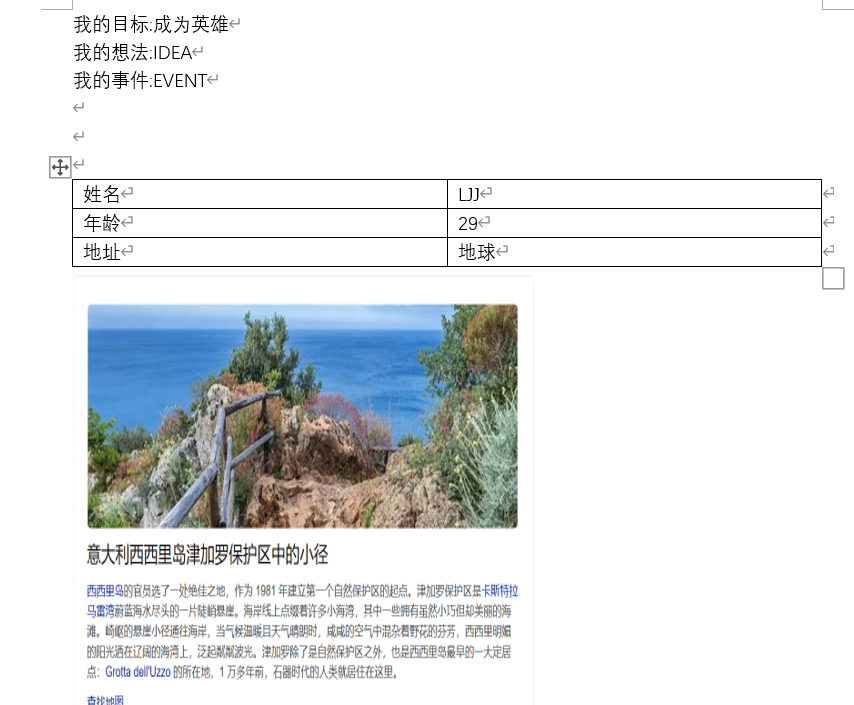 我的目标:成为英雄
我的想法:IDEA
我的事件:EVENT
姓名 LJJ
年龄 29
地址 地球
意大利西西里岛津加罗保护区中的小径
西西里岛的官员选了一处绝佳之地，作为 1981 年建立第一个自然保护区的起点。津加罗保护区是卡斯特拉
马雷湾蔚蓝海水尽头的一片陡峭悬崖。海岸线上点缀着许多小海湾，其中一些拥有虽然小巧但却美丽的海
滩。崎岖的悬崖小径通往海岸，当气候温暖且天气晴朗时，咸咸的空气中混杂着野花的芬芳，西西里明媚
的阳光洒在辽阔的海湾上，泛起粼粼波光。津加罗除了是自然保护区之外，也是西西里岛最早的一大定居
点：Grotta dell'Uzzo 的所在地，1 万多年前，石器时代的人类就居住在这里。
查找地图